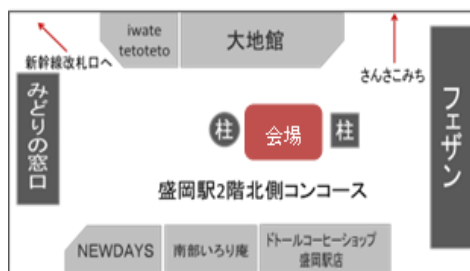 iwate
tetoteto
大地館
新幹線改札口へ
さんさこみち
みどりの窓口
柱
会場
柱
フェザン
盛岡駅2階北側コンコース
NEWDAYS
南部いろり庵
ドトールコーヒーショップ
盛岡駅店